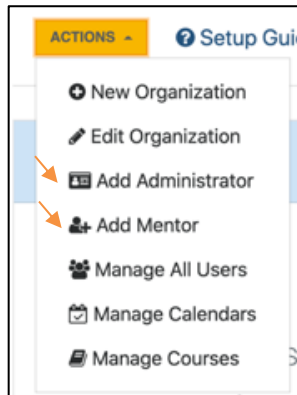 ACTIONS Setup Gui
New Organization
Edit Organization
Add Administrator
Add Mentor
Manage All Users
Manage Calendars
Manage Courses